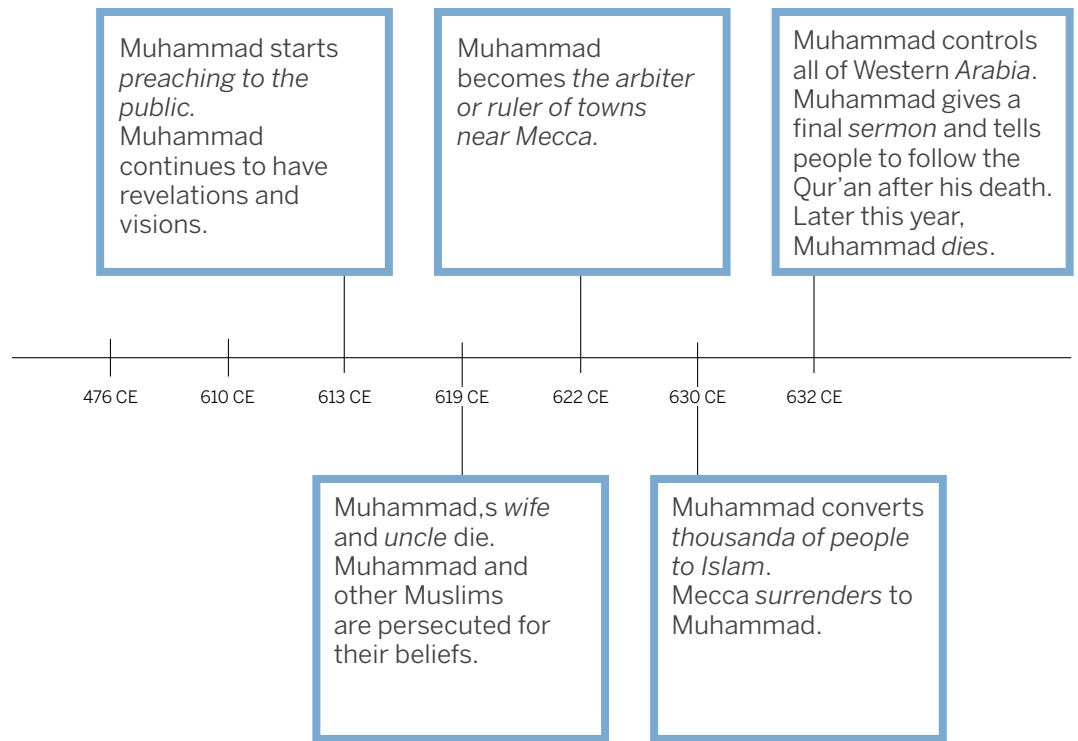 Muhammad starts
preaching to the
public.
Muhammad
continues to have
revelations and
visions.
Muhammad
becomes the arbiter
or ruler of towns
near Mecca.
Muhammad controls
all of Western Arabia.
Muhammad gives a
final sermon and tells
people to follow the
Qur’an after his death.
Later this year,
Muhammad dies.
476 CE
610 CE
613 CE
619 CE
622 CE
630 CE
632 CE
Muhammad,s wife
and uncle die.
Muhammad and
other Muslims
are persecuted for
their beliefs.
Muhammad converts
thousanda of people
to Islam.
Mecca surrenders to
Muhammad.